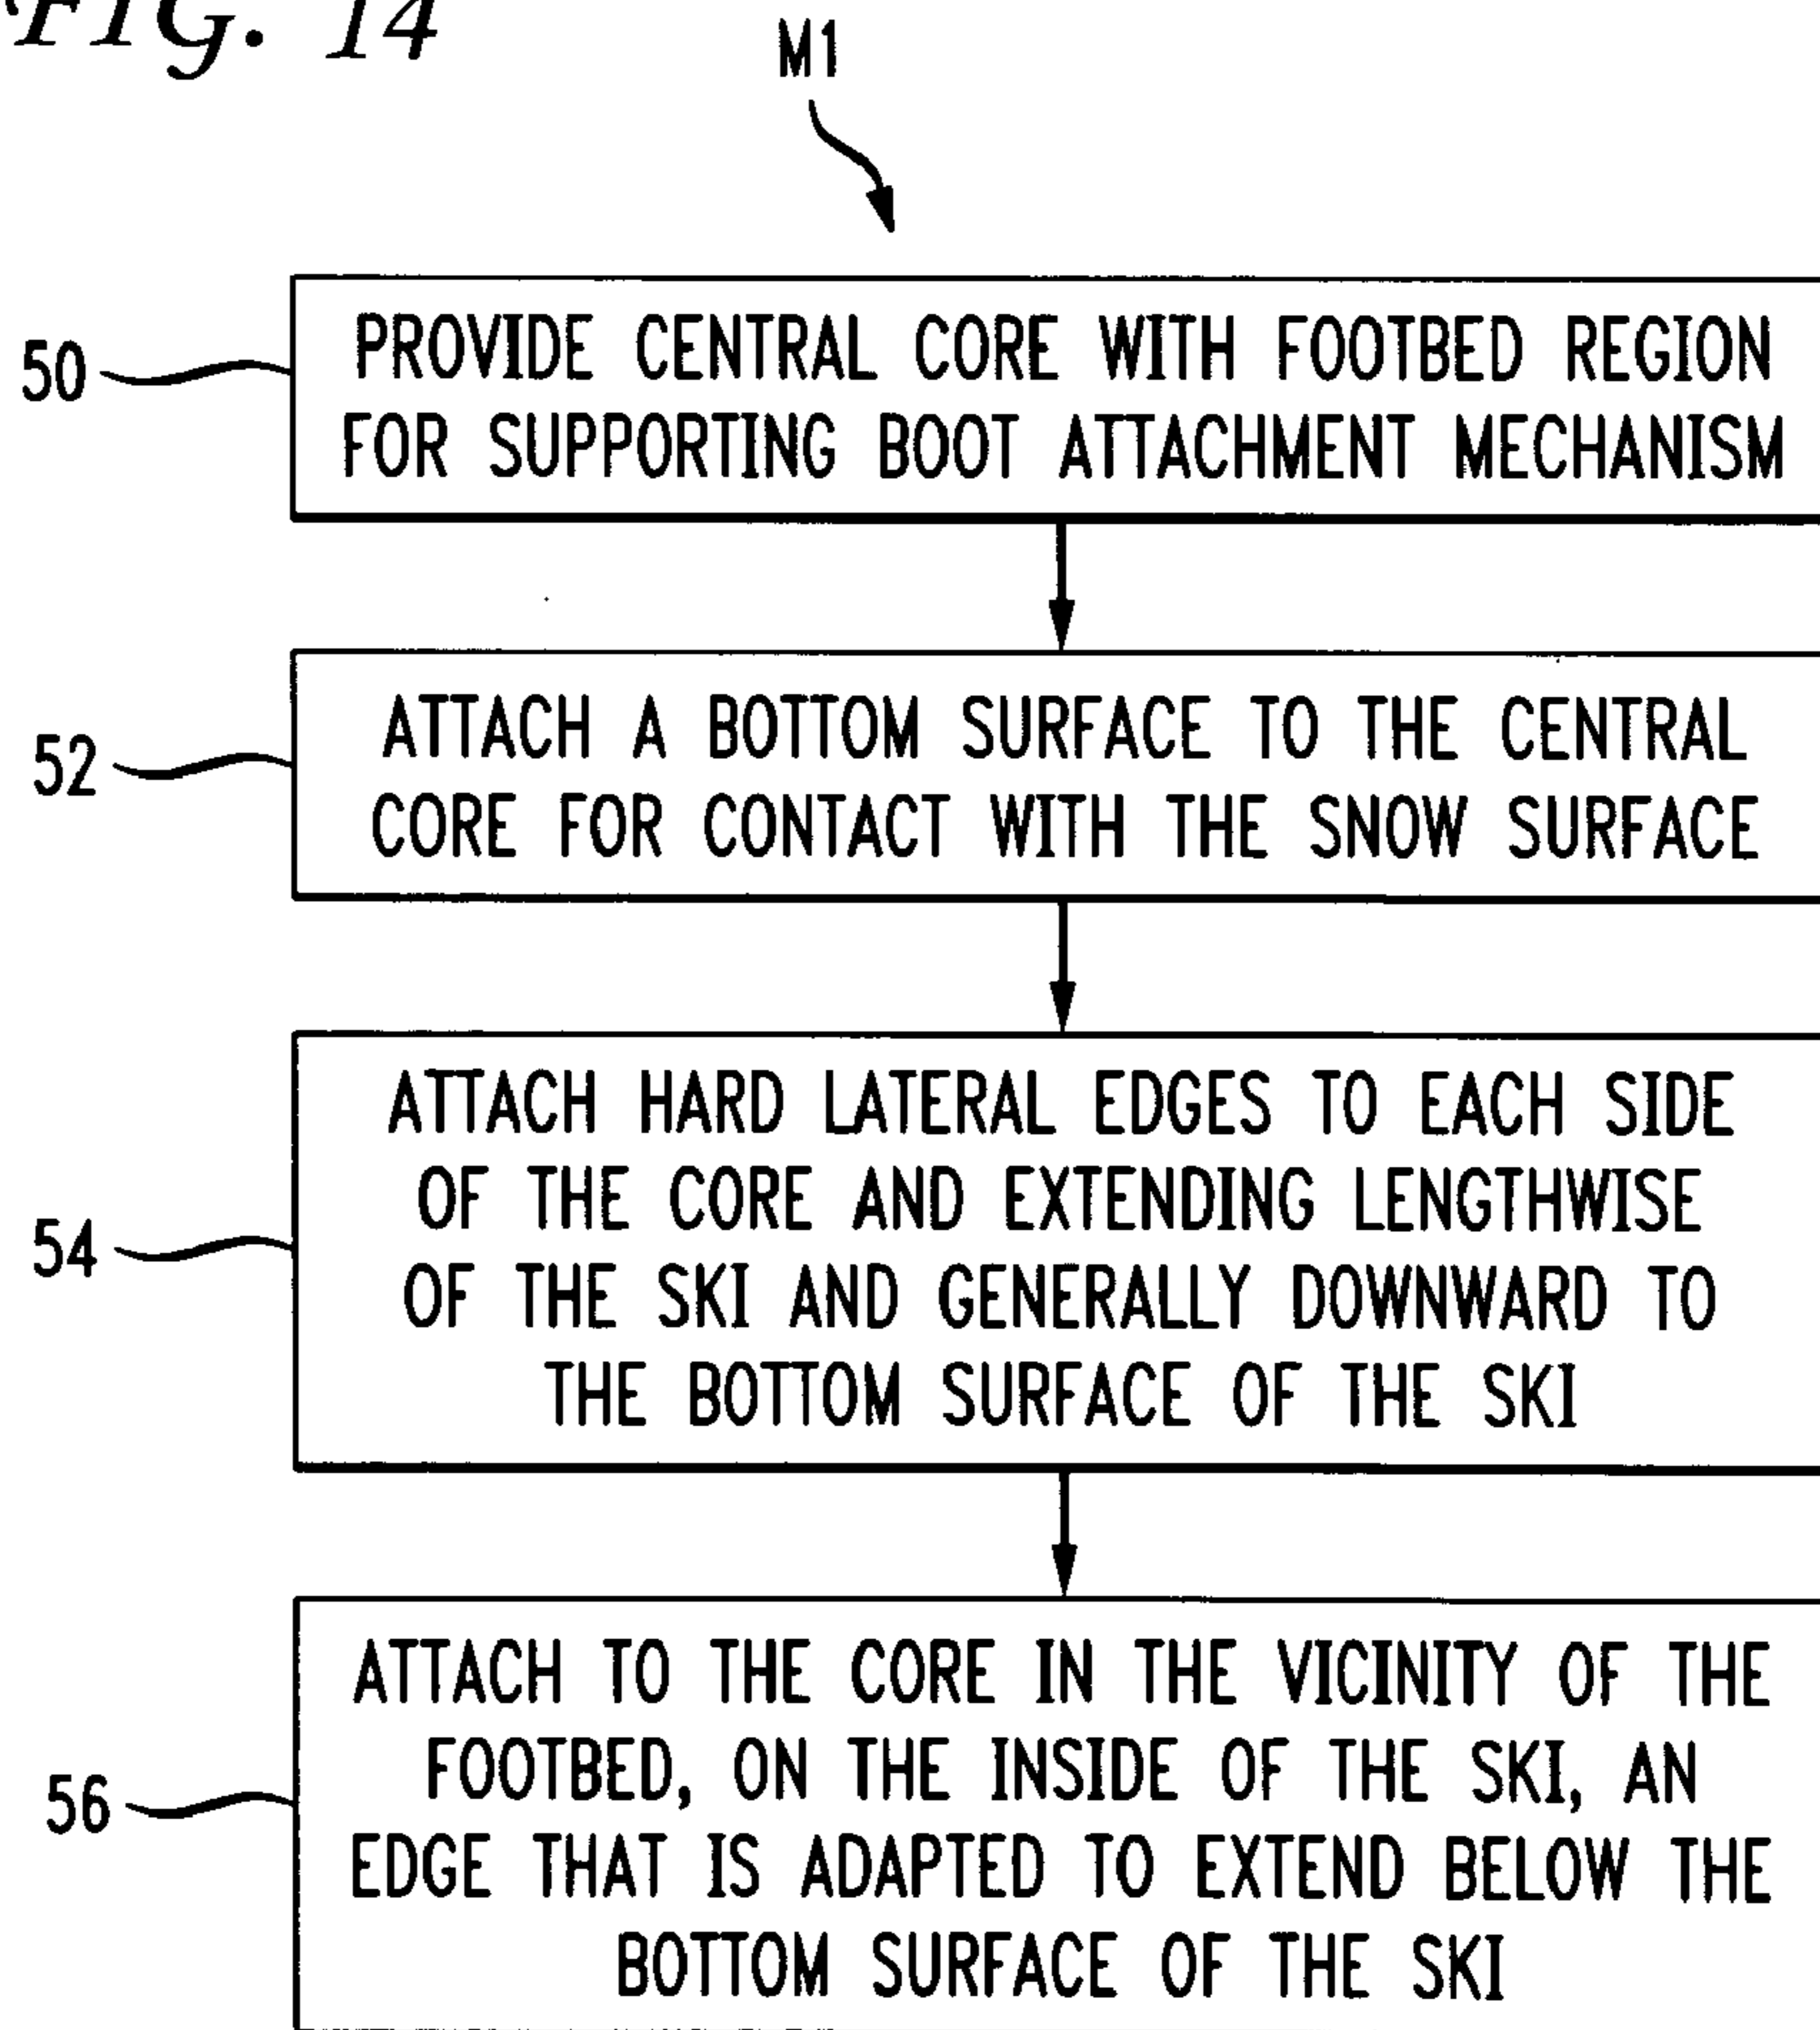 FIG. 14
M1
50
PROVIDE CENTRAL CORE WITH FOOTBED REGION
FOR SUPPORTING BOOT ATTACHMENT MECHANISM
52
ATTACH A BOTTOM SURFACE TO THE CENTRAL
CORE FOR CONTACT WITH THE SNOW SURFACE
54
ATTACH HARD LATERAL EDGES TO EACH SIDE
OF THE CORE AND EXTENDING LENGTHWISE
OF THE SKI AND GENERALLY DOWNWARD TO
THE BOTTOM SURFACE OF THE SKI
56
ATTACH TO THE CORE IN THE VICINITY OF THE
FOOTBED, ON THE INSIDE OF THE SKI, AN
EDGE THAT IS ADAPTED TO EXTEND BELOW THE
BOTTOM SURFACE OF THE SKI